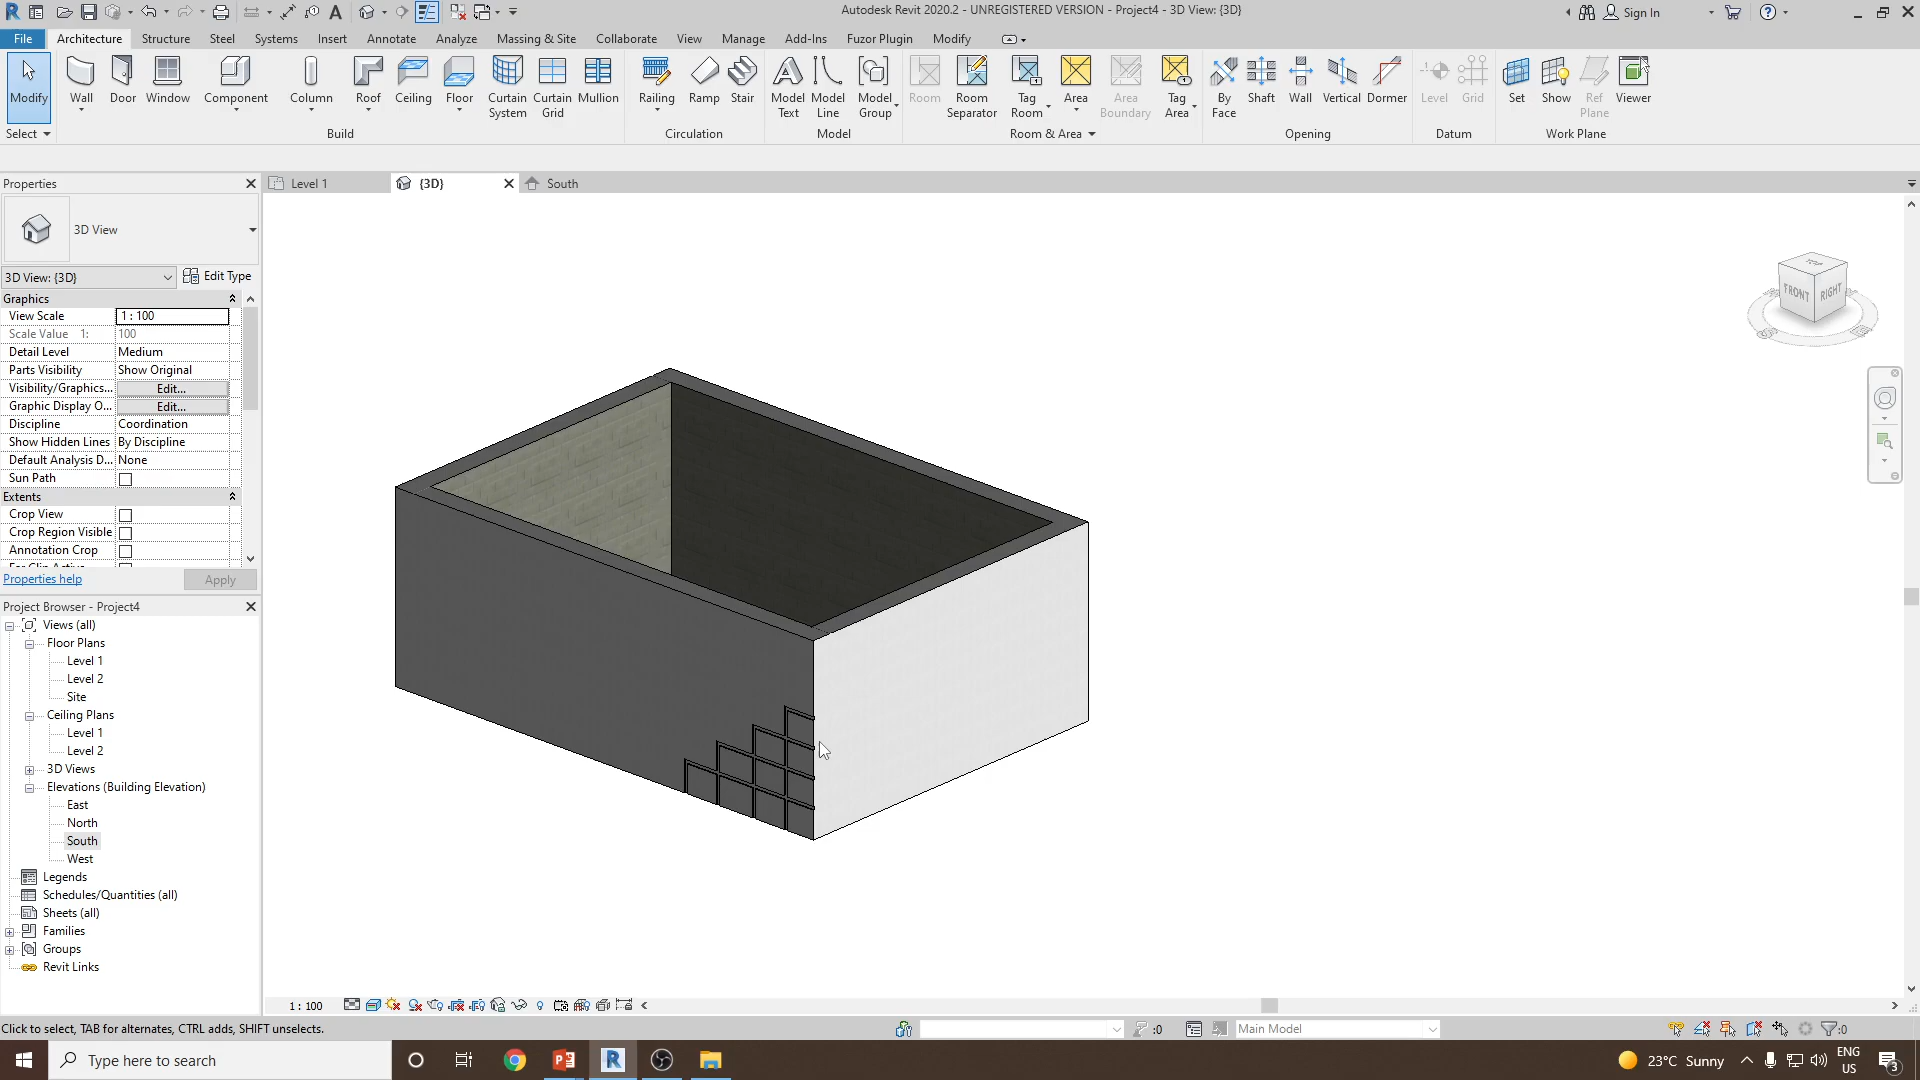 Autodesk Revit 2020.2 - UNREGISTERED VERSION - Project4 - 3D View: {3D}
Sign In
File Architecture Structure Steel Systems Insert Annotate Analyze Massing & Site Collaborate View Manage Add-Ins Fuzor Plugin Modify
Modify Wall Door Window Component Column Roof Ceiling Floor Curtain System Curtain Grid Mullion Railing Ramp Stair Model Text Model Line Model Group Room Room Separator Tag Room Area Area Boundary Tag Area By Face Shaft Wall Vertical Dormer Level Grid Set Show Ref Plane Viewer
Select Build Circulation Model Room & Area Opening Datum Work Plane
Properties
Level 1 {3D} South
3D View
3D View: {3D} Edit Type
Graphics
View Scale 1 : 100
Scale Value 1: 100
Detail Level Medium
Parts Visibility Show Original
Visibility/Graphics... Edit...
Graphic Display O... Edit...
Discipline Coordination
Show Hidden Lines By Discipline
Default Analysis D... None
Sun Path
Extents
Crop View
Crop Region Visible
Annotation Crop
Properties help Apply
Project Browser - Project4
Views (all)
Floor Plans
Level 1
Level 2
Site
Ceiling Plans
Level 1
Level 2
3D Views
Elevations (Building Elevation)
East
North
South
West
Legends
Schedules/Quantities (all)
Sheets (all)
Families
Groups
Revit Links
TOP
FRONT RIGHT
1 : 100
Click to select, TAB for alternates, CTRL adds, SHIFT unselects.
:0
Main Model
:0
Type here to search
23°C Sunny
ENG
US
3